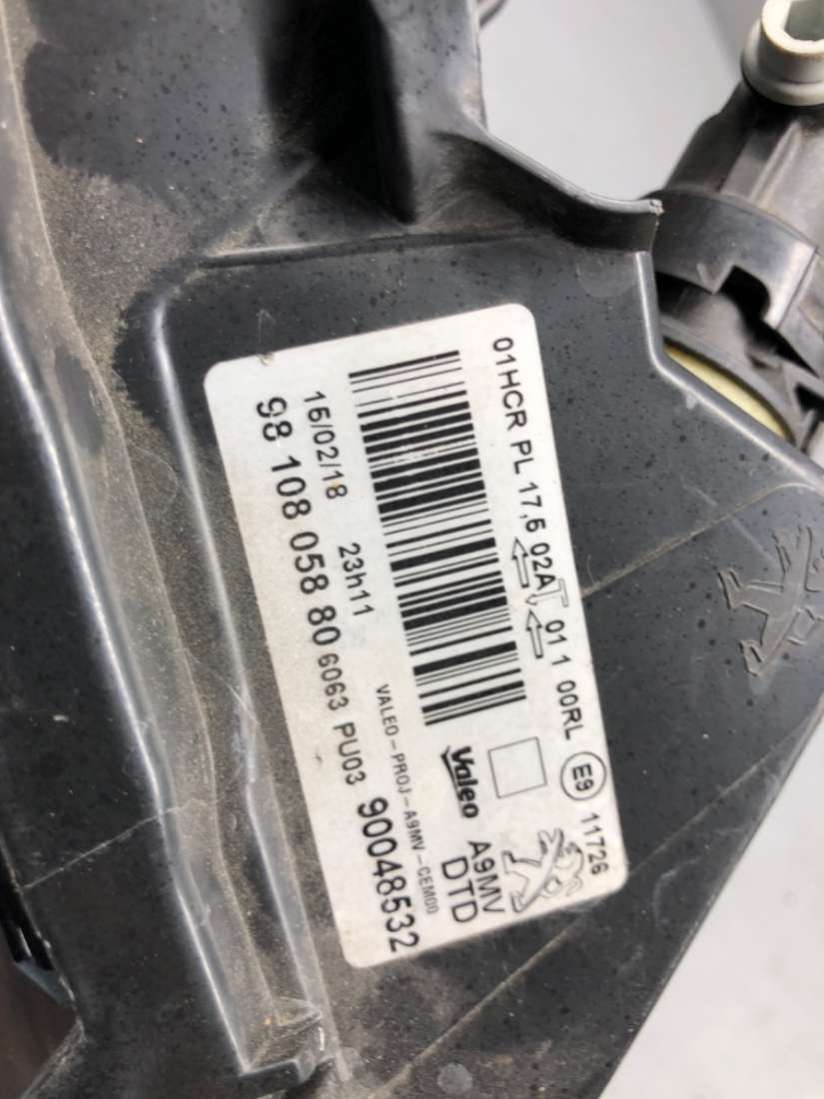 01HCR PL 17,5 02AT 01 1 00RL E9 11726
15/02/18 23h11
98 108 058 80 6063 PU03 90048532
VALEO-PROJ-A9MV-CEM00
Valeo
A9MV
DTD